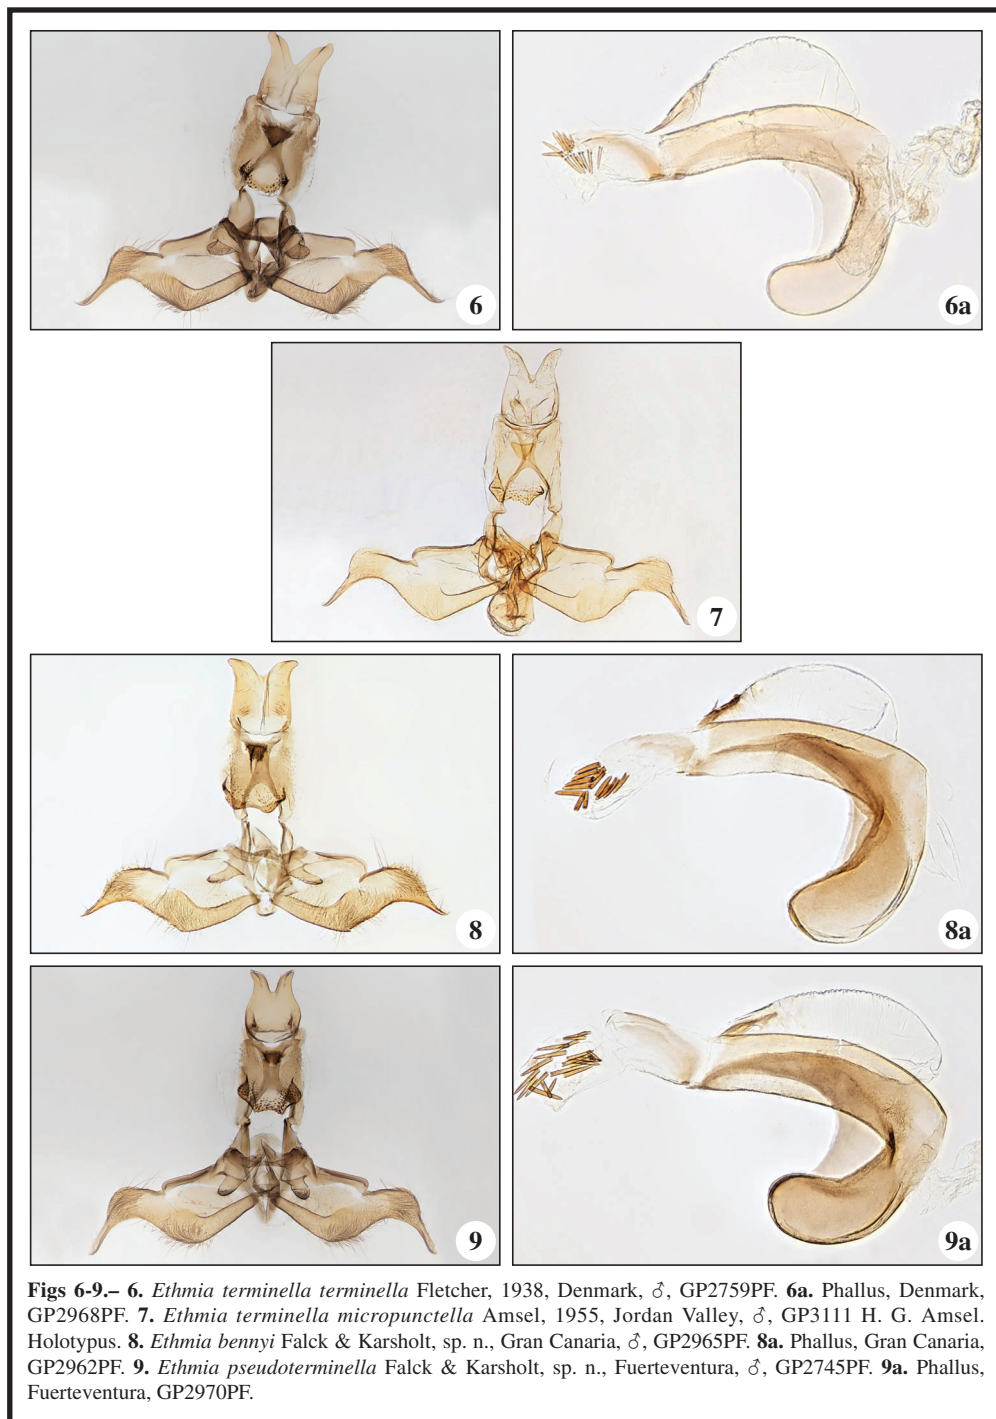 6
6a
7
8
8a
9
9a
Figs 6-9.– 6. Ethmia terminella terminella Fletcher, 1938, Denmark, ♂, GP2759PF. 6a. Phallus, Denmark,
GP2968PF. 7. Ethmia terminella micropunctella Amsel, 1955, Jordan Valley, ♂, GP3111 H. G. Amsel.
Holotypus. 8. Ethmia bennyi Falck & Karsholt, sp. n., Gran Canaria, ♂, GP2965PF. 8a. Phallus, Gran Canaria,
GP2962PF. 9. Ethmia pseudoterminella Falck & Karsholt, sp. n., Fuerteventura, ♂, GP2745PF. 9a. Phallus,
Fuerteventura, GP2970PF.